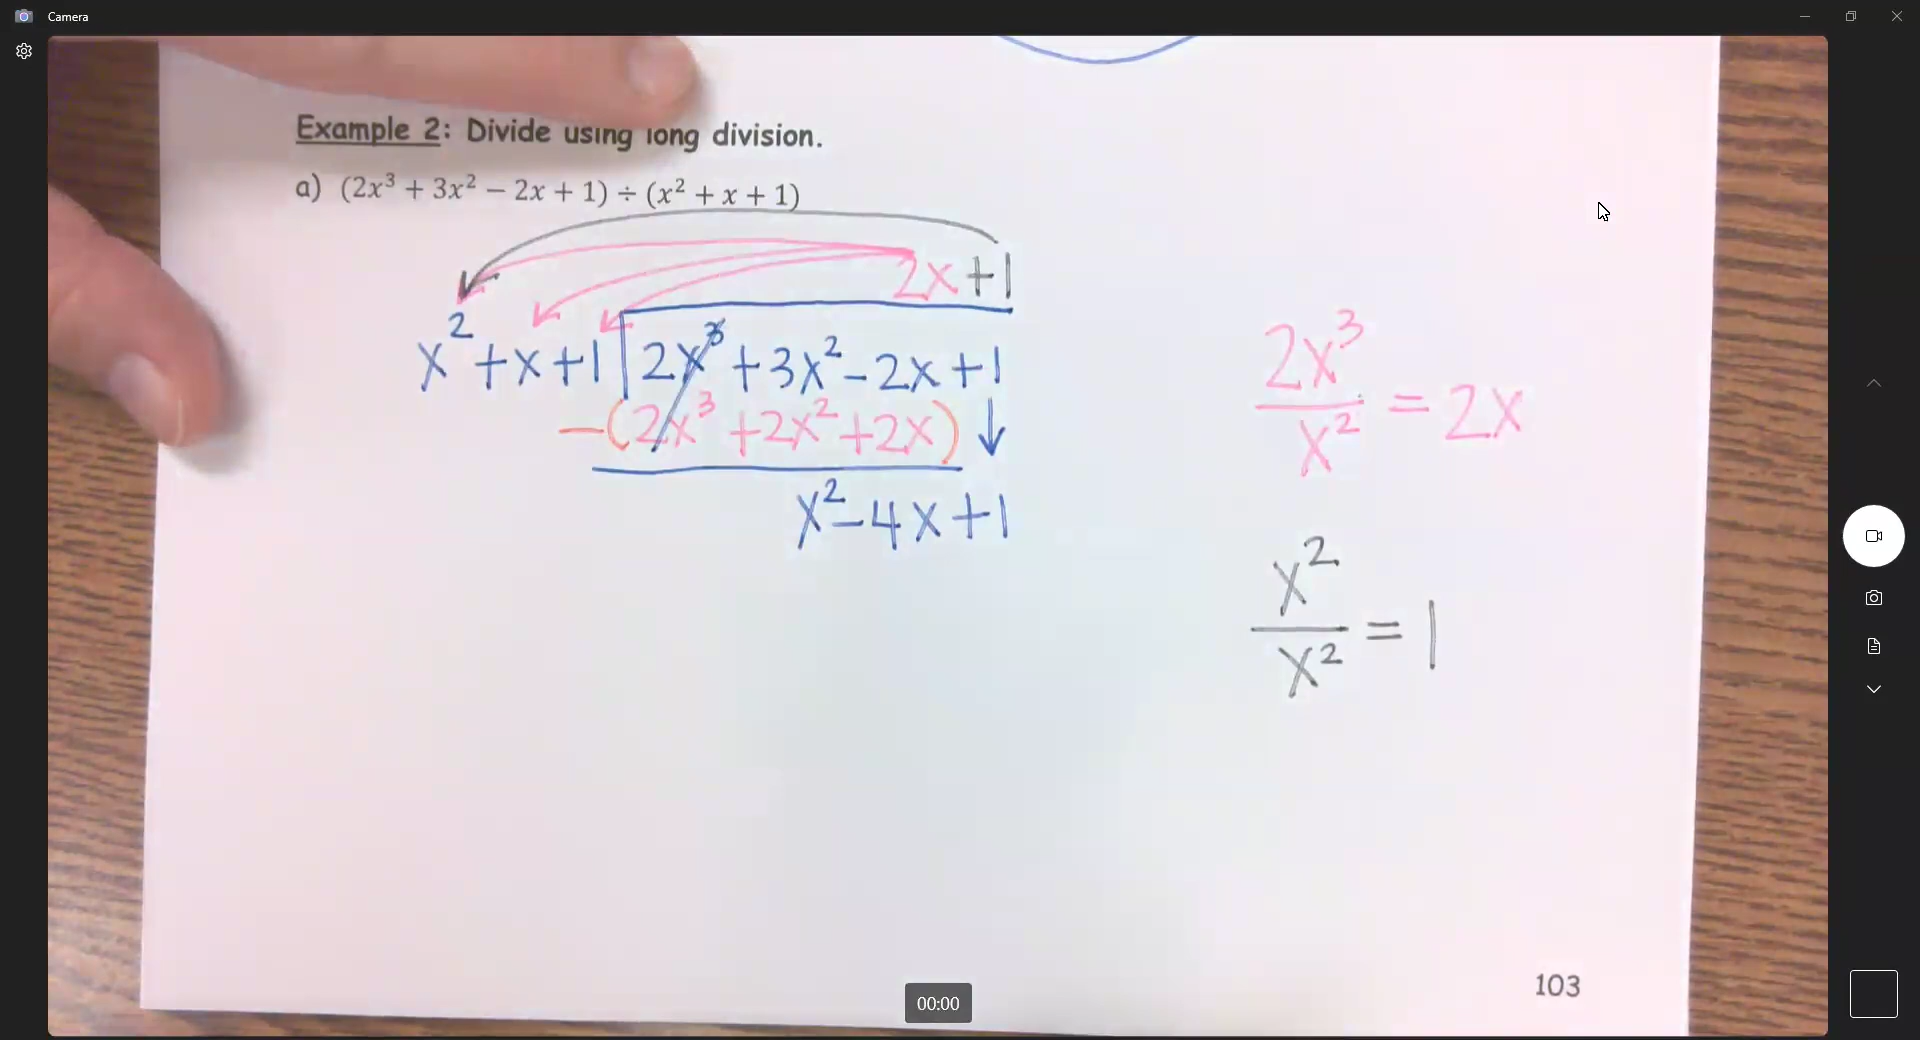 Camera
Example 2: Divide using long division.
a) (2x³ + 3x² − 2x + 1) ÷ (x² + x + 1)
2x +1
x² + x + 1 2x³ + 3x² - 2x + 1
-(2x³ + 2x² + 2x)
x² - 4x + 1
2x³
x²
= 2x
x²
x²
= 1
103
00:00